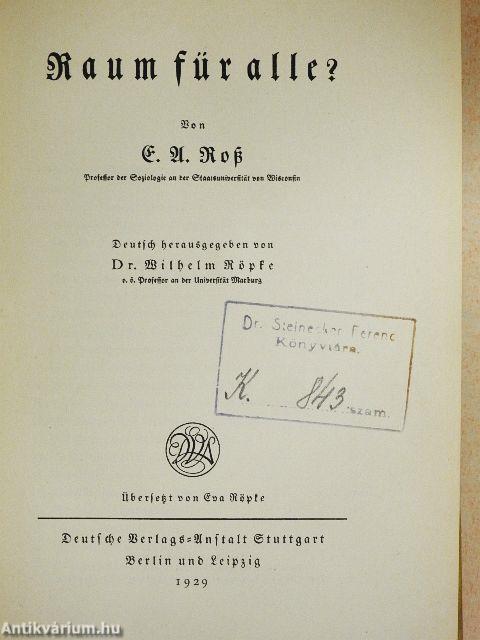 Raum für alle?
Von
E. A. Roß
Professor der Soziologie an der Staatsuniversität von Wisconsin
Deutsch herausgegeben von
Dr. Wilhelm Röpke
o. ö. Professor an der Universität Marburg
Dr. Steinecker Ferenc
Könyvtára.
K. 843 szám.
DVA
Übersetzt von Eva Röpke
Deutsche Verlags-Anstalt Stuttgart
Berlin und Leipzig
1929
Antikvárium.hu